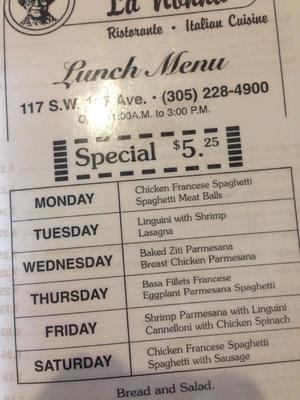 La Nonna
Ristorante • Italian Cuisine
Lunch Menu
117 S.W. Ave. • (305) 228-4900
A.M. to 3:00 P.M.
Special $5.25
MONDAY
Chicken Francese Spaghetti
Spaghetti Meat Balls
TUESDAY
Linguini with Shrimp
Lasagna
WEDNESDAY
Baked Ziti Parmesana
Breast Chicken Parmesana
THURSDAY
Basa Fillets Francese
Eggplant Parmesana Spaghetti
FRIDAY
Shrimp Parmesana with Linguini
Cannelloni with Chicken Spinach
SATURDAY
Chicken Francese Spaghetti
Spaghetti with Sausage
Bread and Salad.